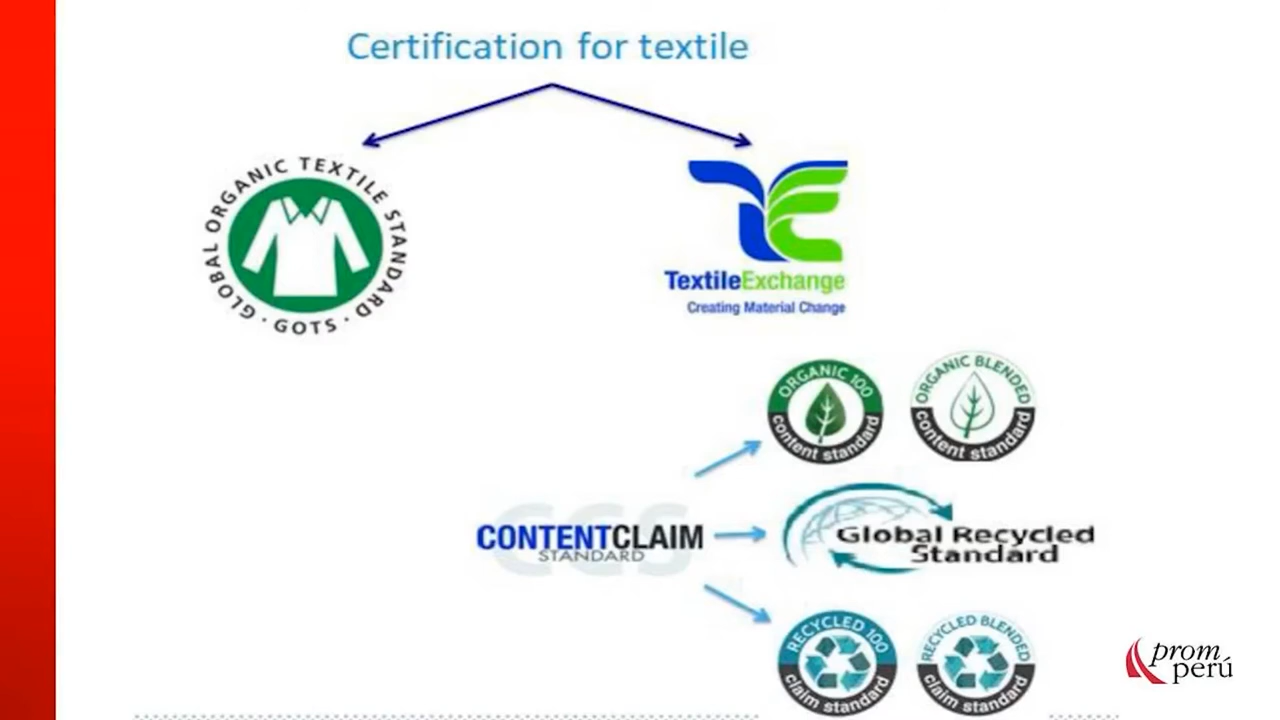 Certification for textile
GLOBAL ORGANIC TEXTILE STANDARD · GOTS ·
TextileExchange
Creating Material Change
ORGANIC 100
content standard
ORGANIC BLENDED
content standard
CCS
CONTENTCLAIM
STANDARD
Global Recycled
Standard
RECYCLED 100
claim standard
RECYCLED BLENDED
claim standard
prom
perú